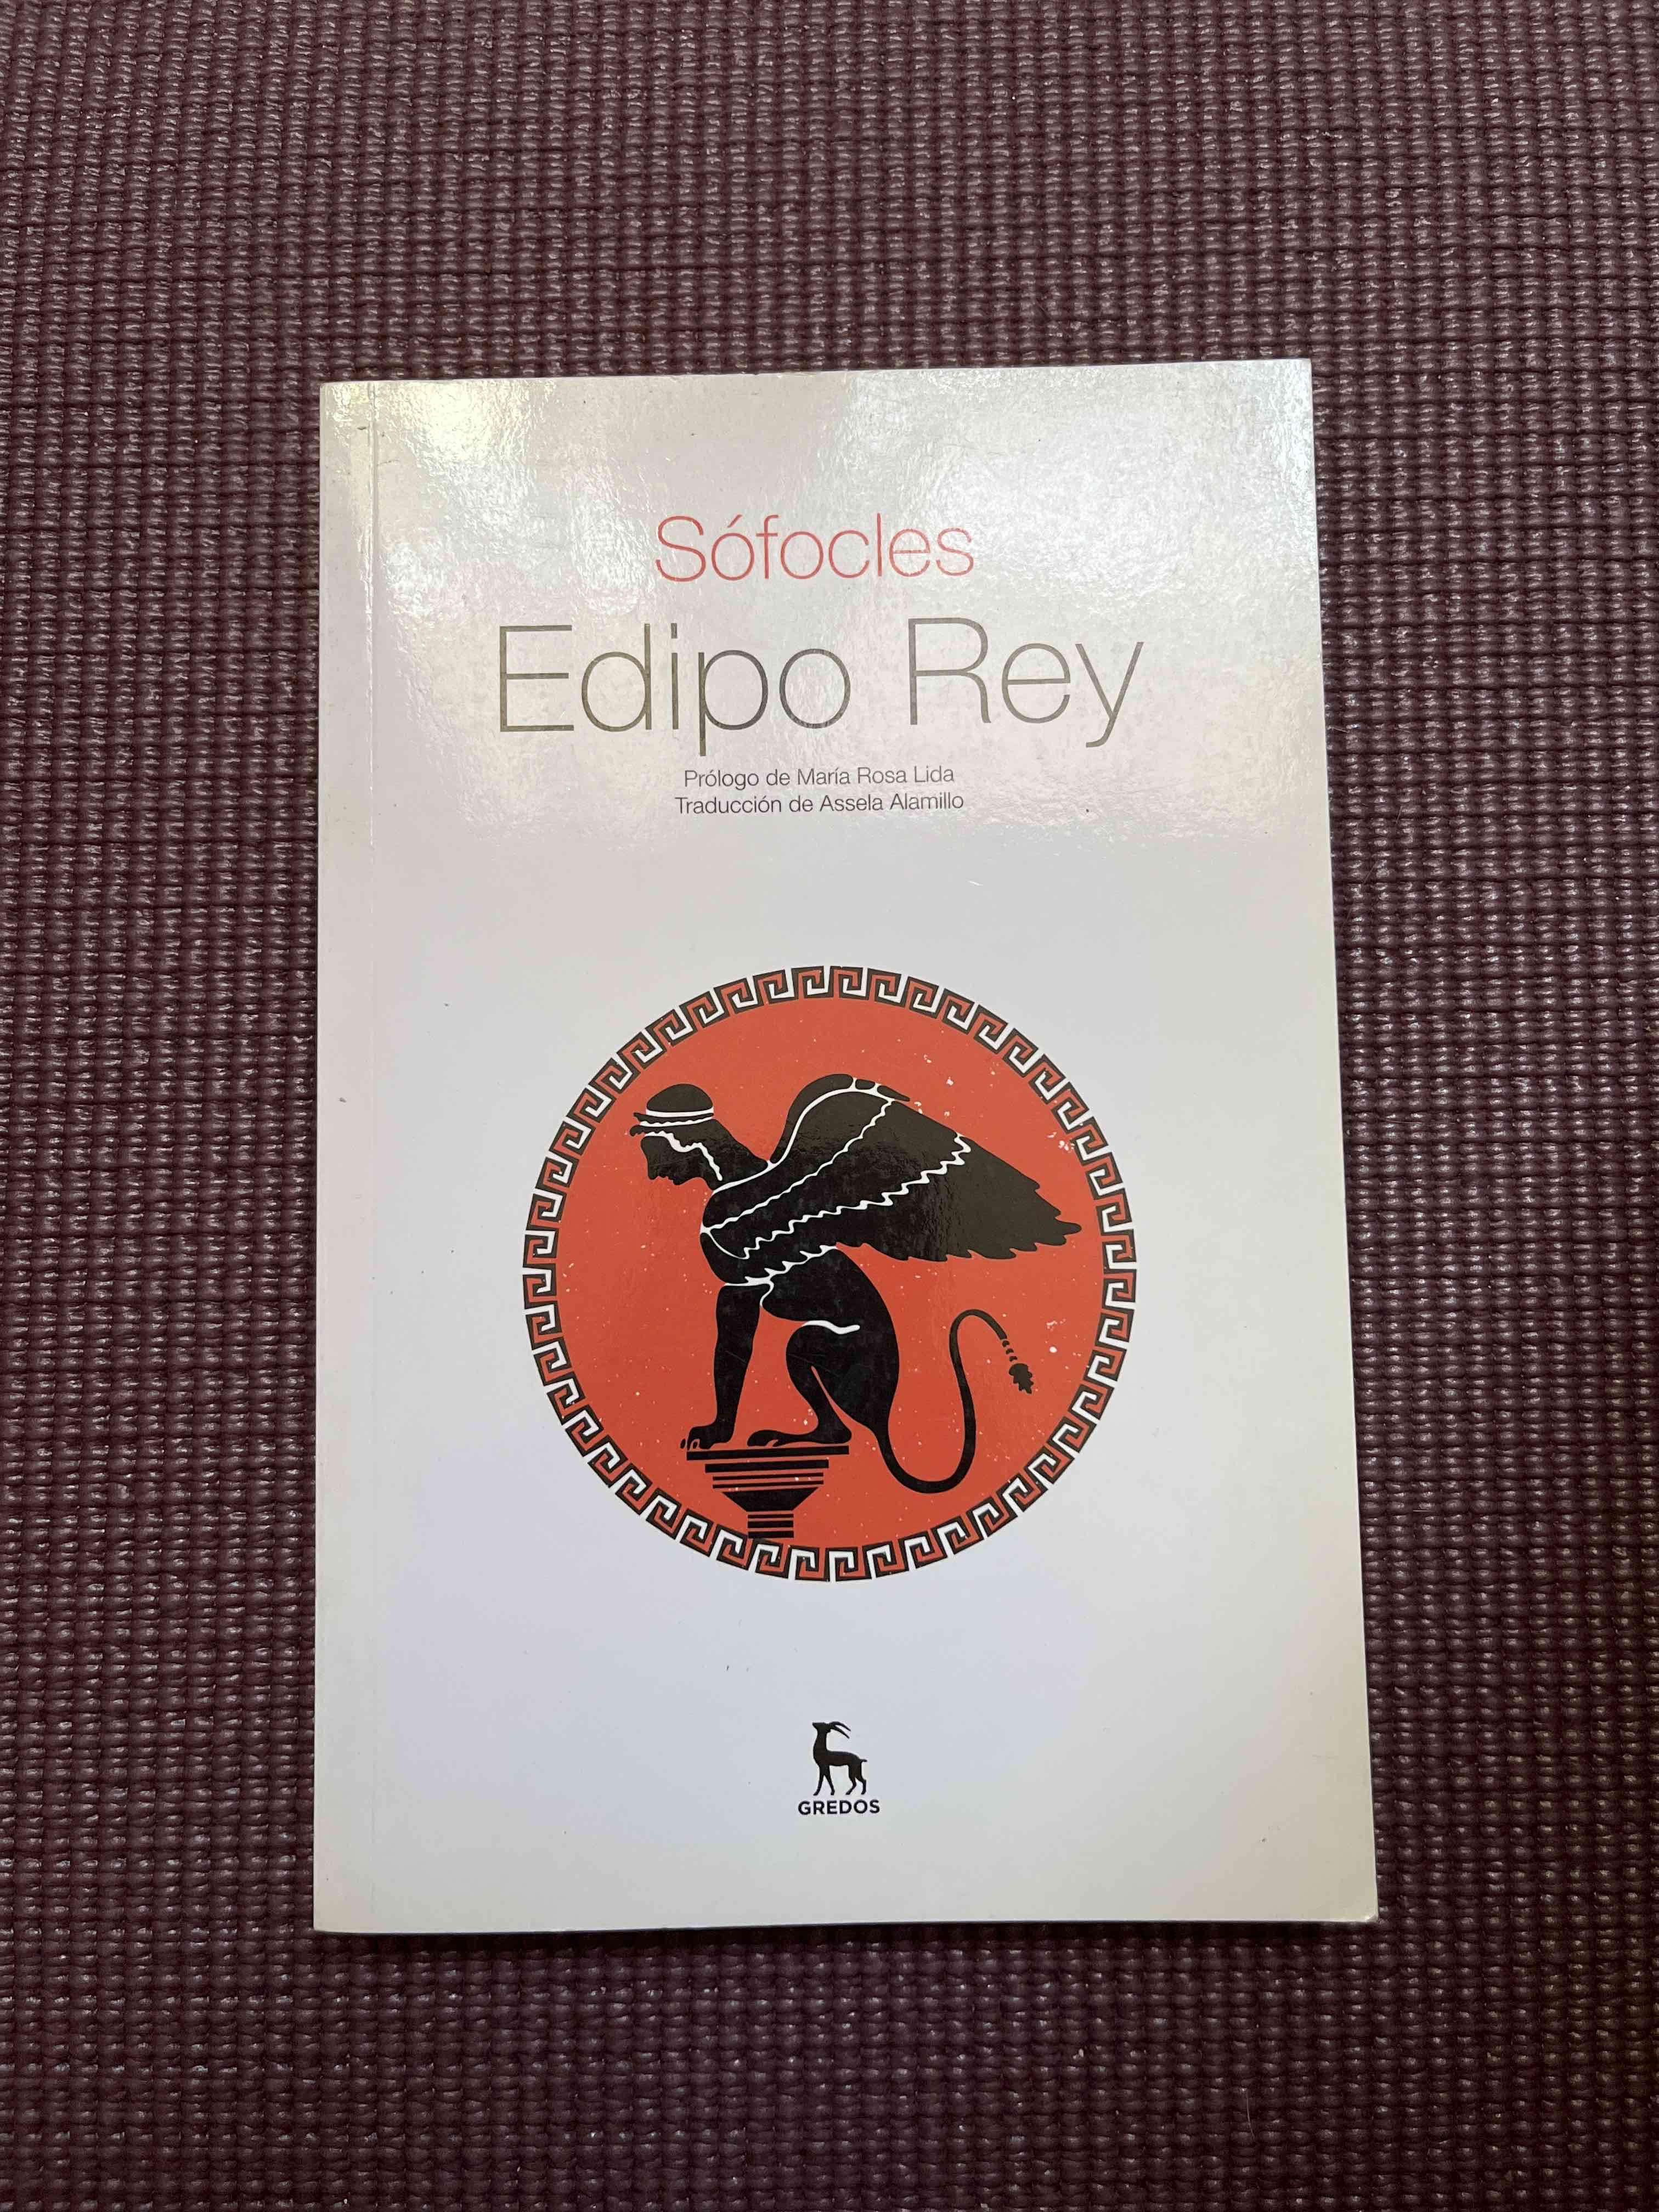 Sófocles
Edipo Rey
Prólogo de María Rosa Lida
Traducción de Assela Alamillo
GREDOS